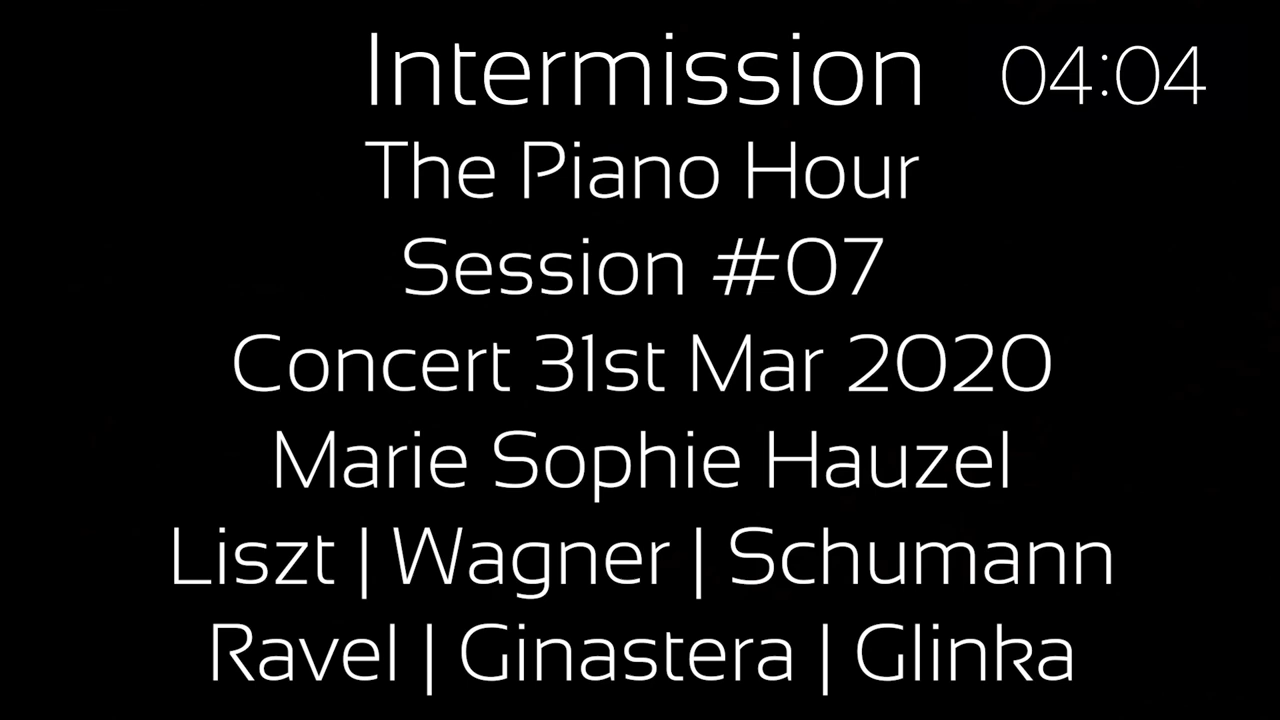 Intermission 04:04
The Piano Hour
Session #07
Concert 31st Mar 2020
Marie Sophie Hauzel
Liszt | Wagner | Schumann
Ravel | Ginastera | Glinka